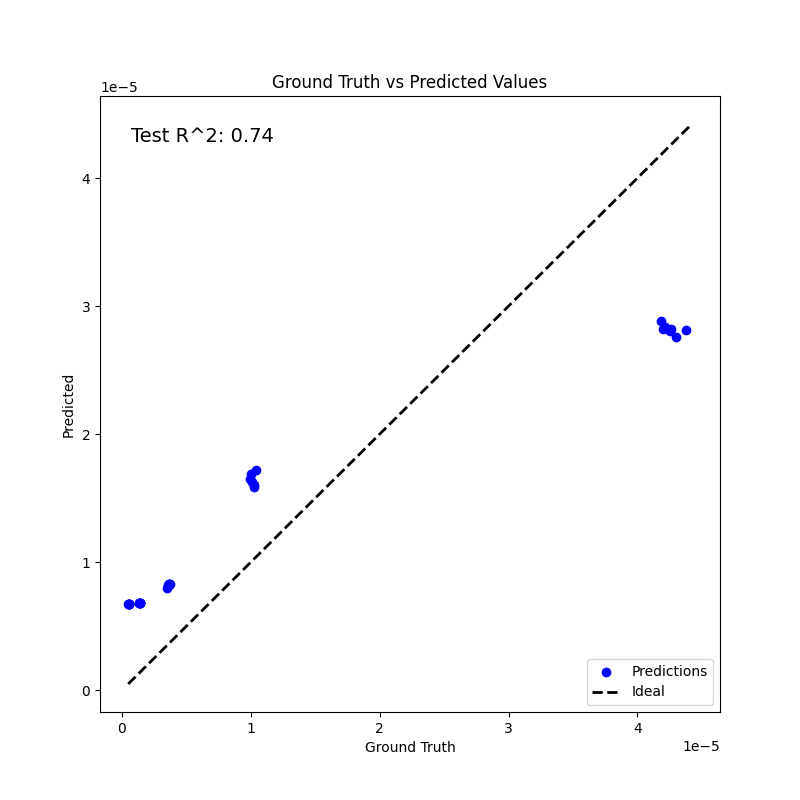 Ground Truth vs Predicted Values
1e−5
Test R^2: 0.74
4
3
2
1
0
Predicted
Predictions
Ideal
0 1 2 3 4
1e−5
Ground Truth